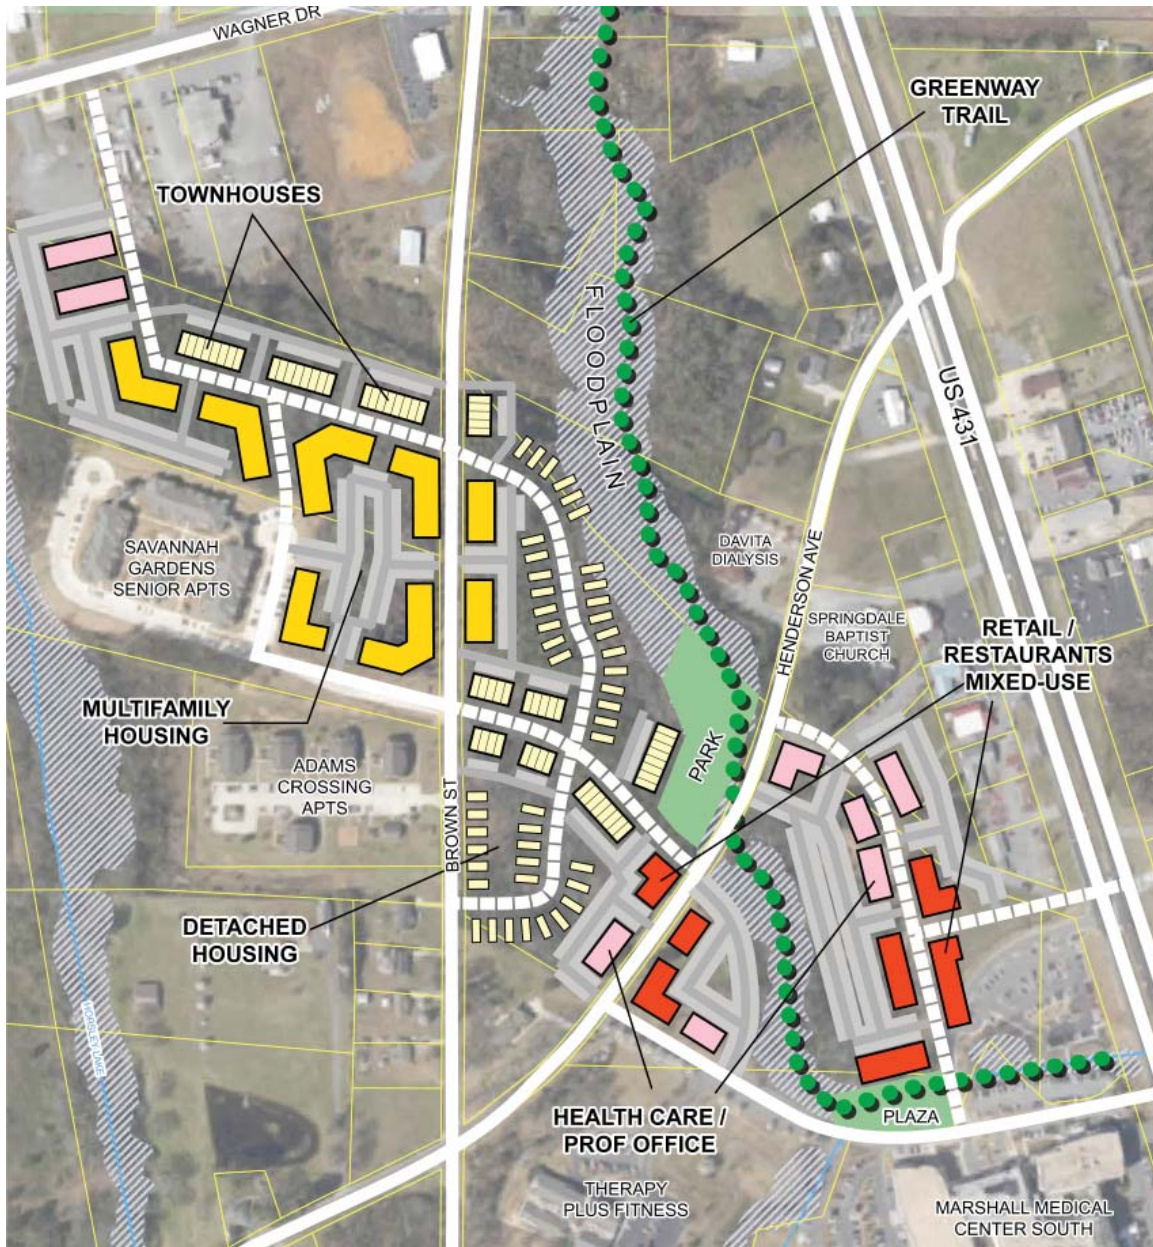 WAGNER DR
GREENWAY
TRAIL
TOWNHOUSES
FLOODPLAIN
US 431
SAVANNAH
GARDENS
SENIOR APTS
DAVITA
DIALYSIS
HENDERSON AVE
SPRINGDALE
BAPTIST
CHURCH
RETAIL /
RESTAURANTS
MIXED-USE
MULTIFAMILY
HOUSING
PARK
ADAMS
CROSSING
APTS
BROWN ST
DETACHED
HOUSING
WORSLEY LAKE
HEALTH CARE /
PROF OFFICE
PLAZA
THERAPY
PLUS FITNESS
MARSHALL MEDICAL
CENTER SOUTH